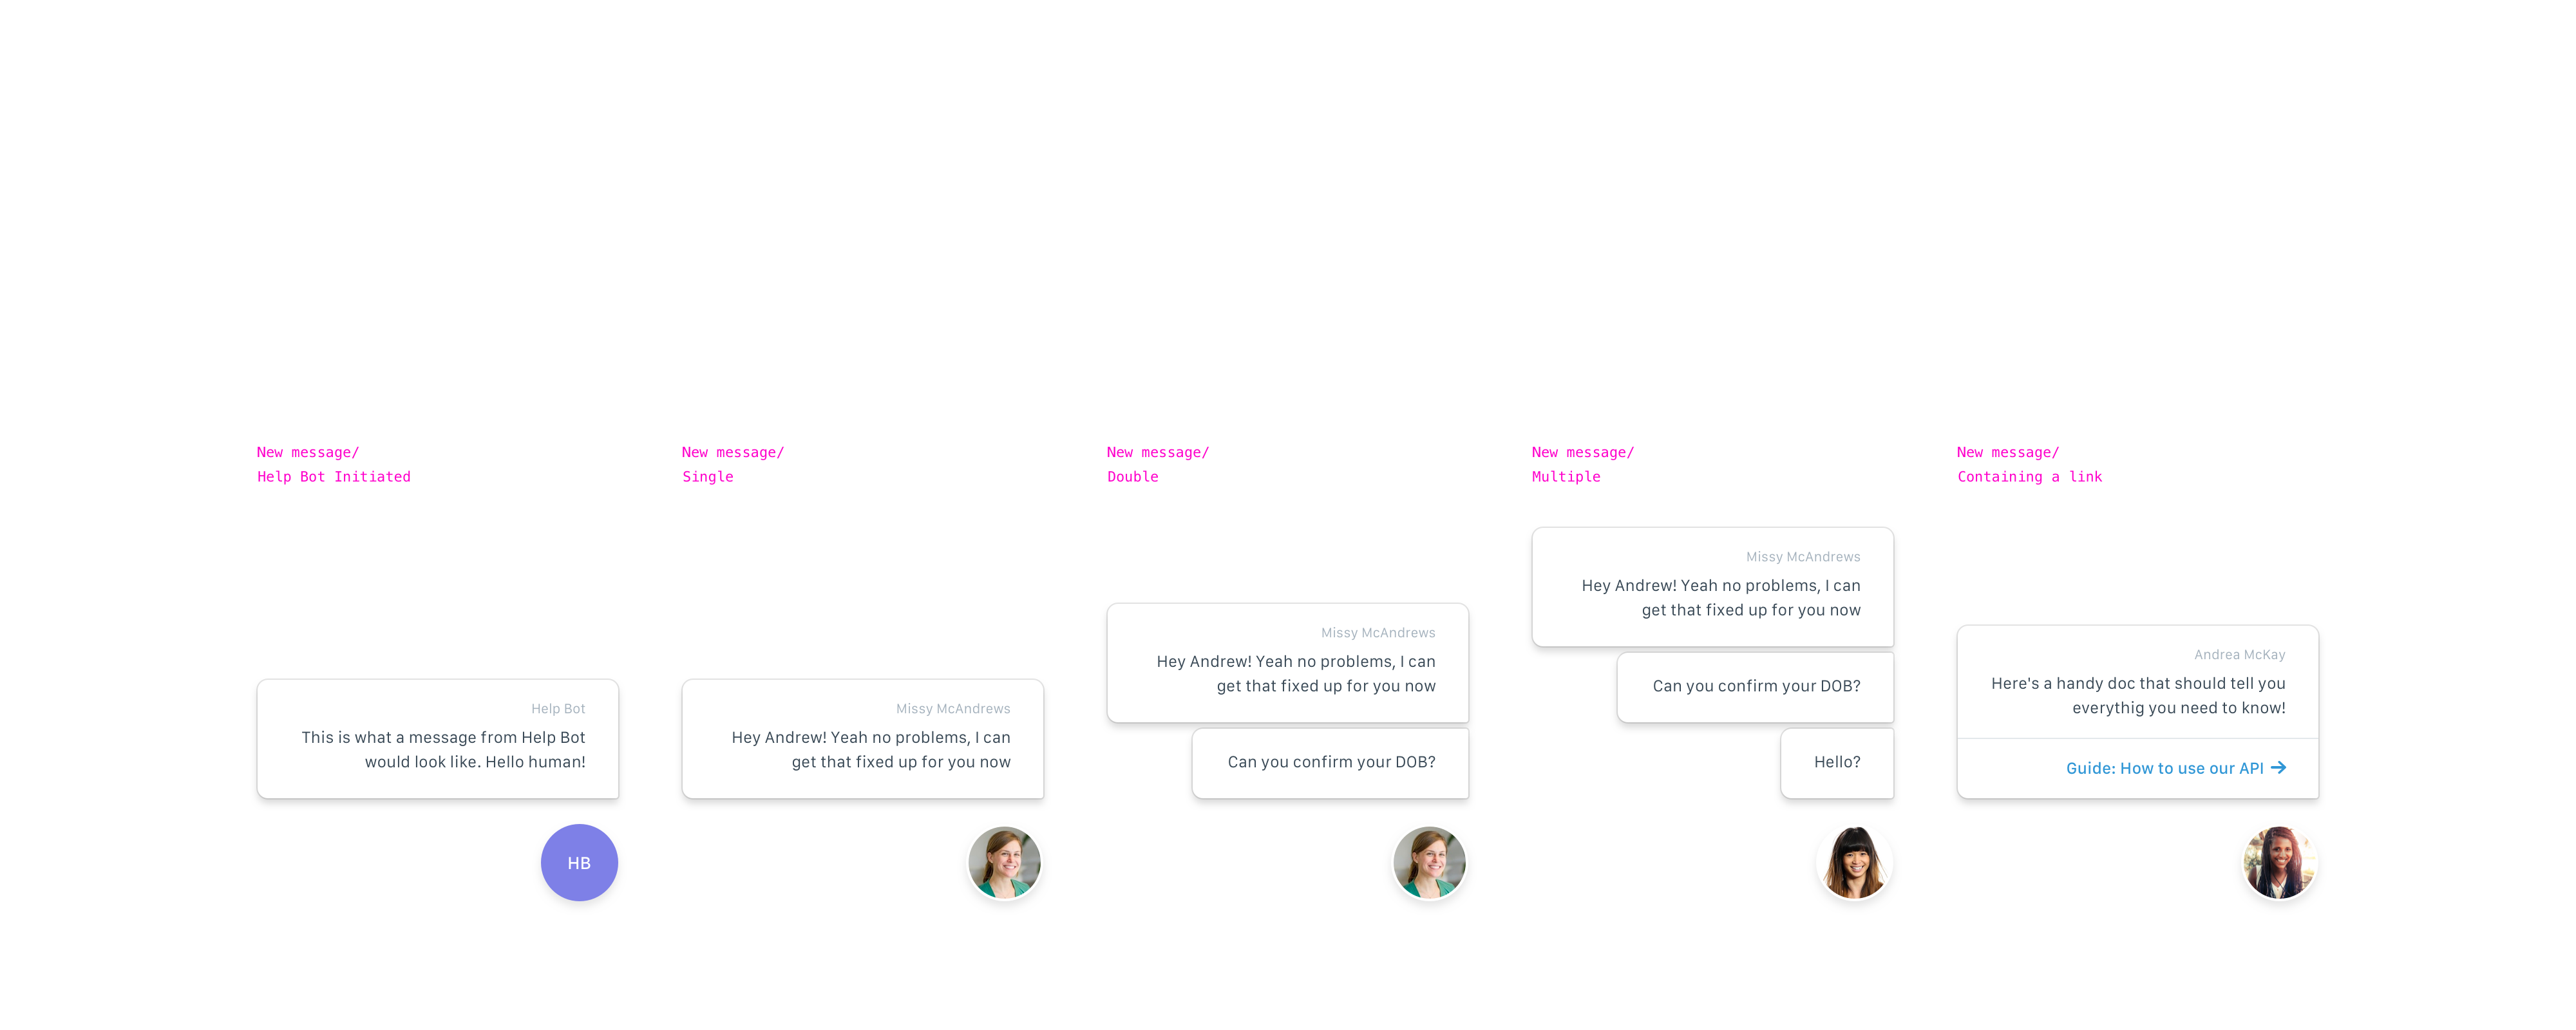 New message/
Help Bot Initiated
Help Bot
This is what a message from Help Bot
would look like. Hello human!
HB
New message/
Single
Missy McAndrews
Hey Andrew! Yeah no problems, I can
get that fixed up for you now
New message/
Double
Missy McAndrews
Hey Andrew! Yeah no problems, I can
get that fixed up for you now
Can you confirm your DOB?
New message/
Multiple
Missy McAndrews
Hey Andrew! Yeah no problems, I can
get that fixed up for you now
Can you confirm your DOB?
Hello?
New message/
Containing a link
Andrea McKay
Here's a handy doc that should tell you
everythig you need to know!
Guide: How to use our API →